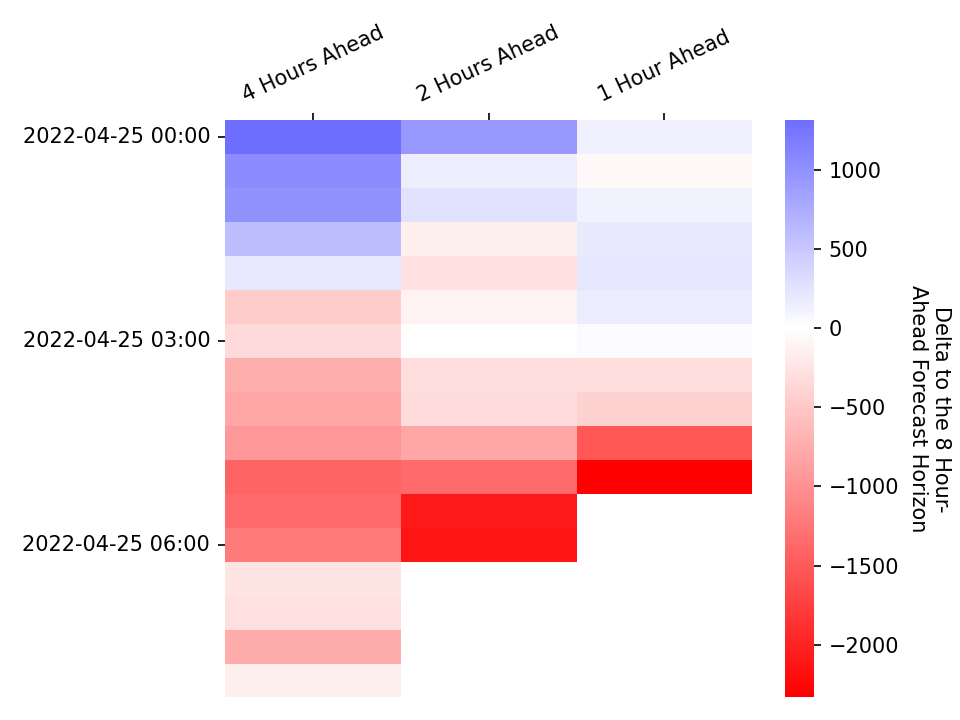 4 Hours Ahead
2 Hours Ahead
1 Hour Ahead
2022-04-25 00:00
2022-04-25 03:00
2022-04-25 06:00
1000
500
0
−500
−1000
−1500
−2000
Delta to the 8 Hour-
Ahead Forecast Horizon